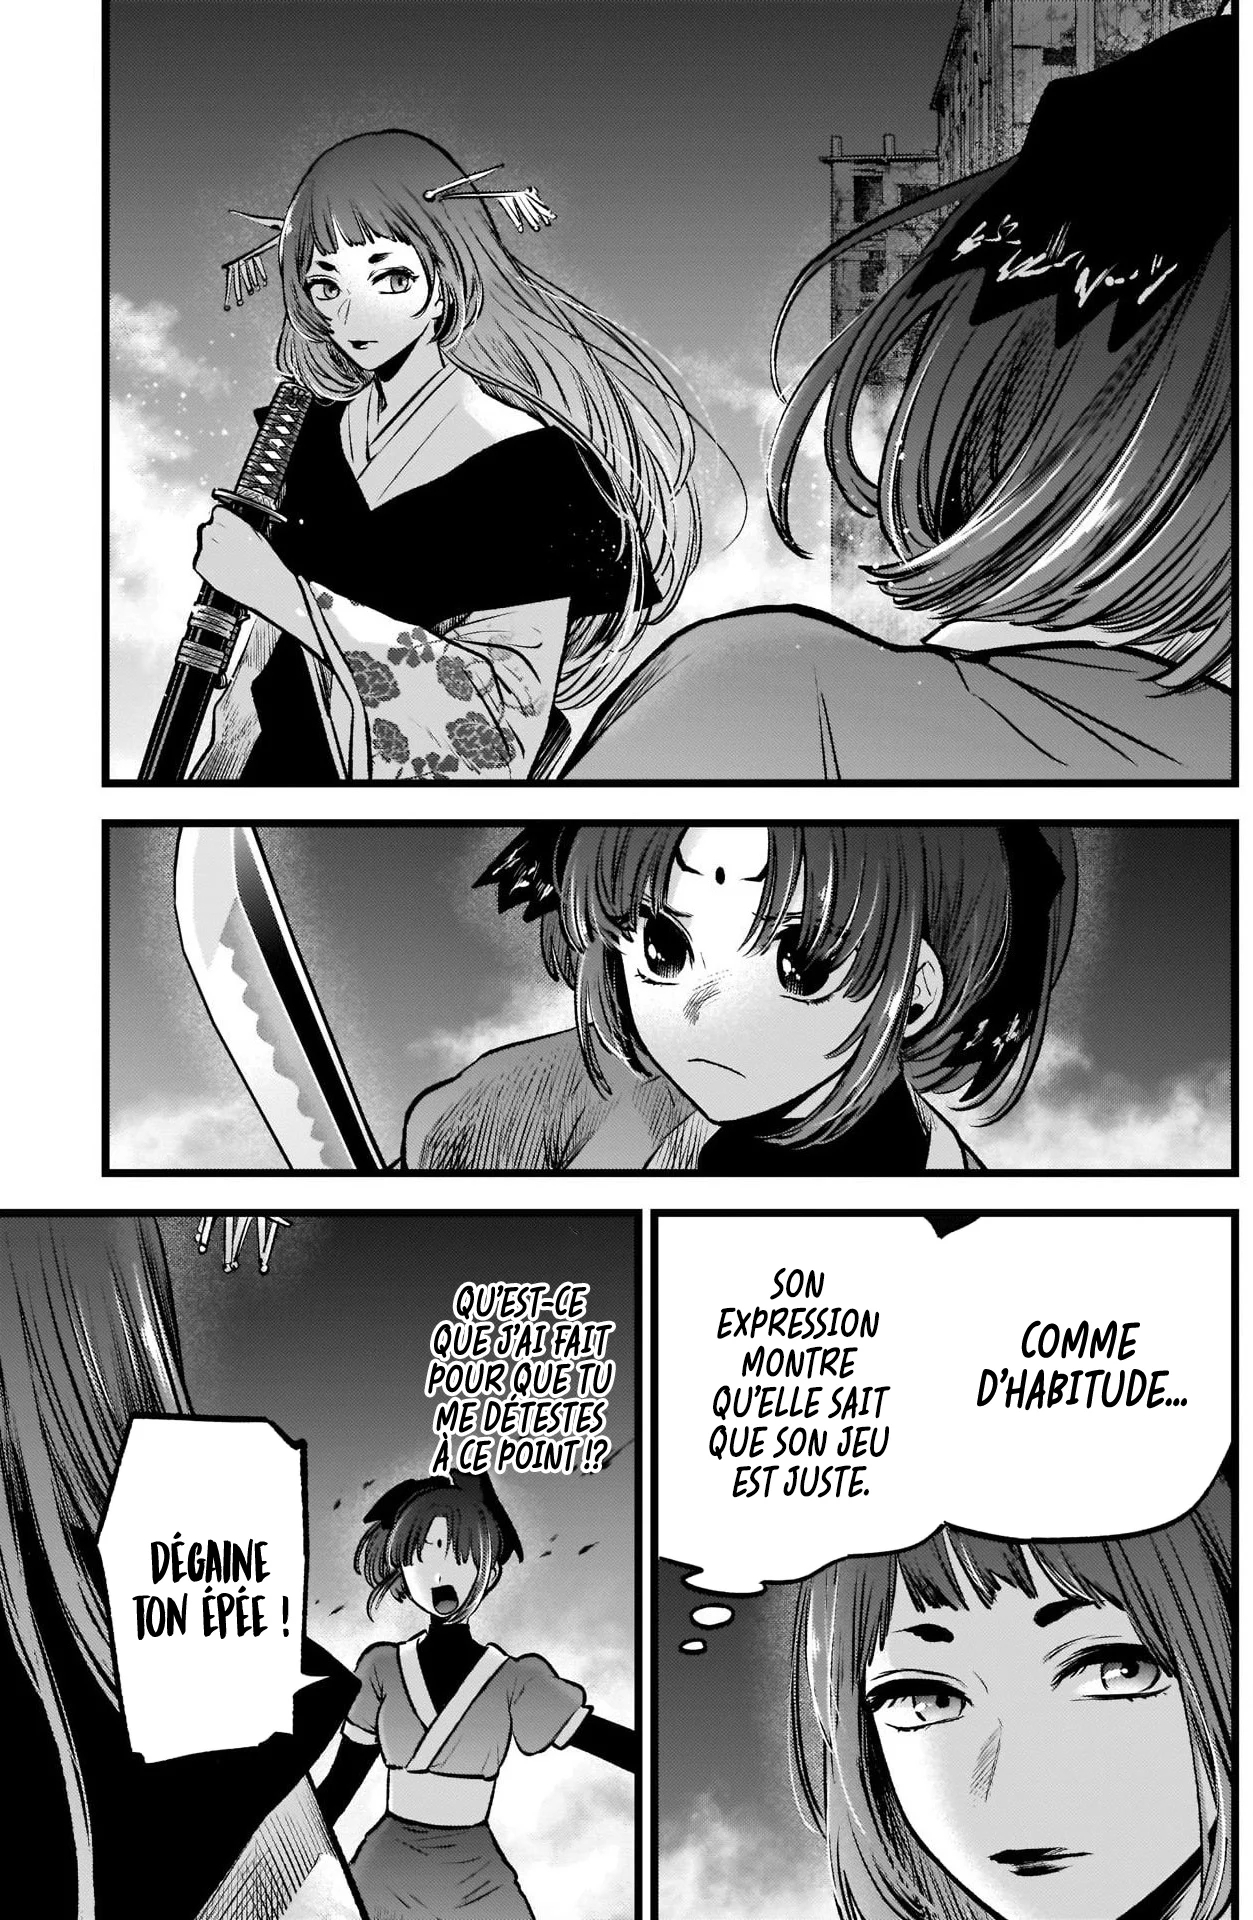 COMME
D'HABITUDE...
SON
EXPRESSION
MONTRE
QU'ELLE SAIT
QUE SON JEU
EST JUSTE.
QU'EST-CE
QUE J'AI FAIT
POUR QUE TU
ME DÉTESTES
À CE POINT !?
DÉGAINE
TON ÉPÉE !